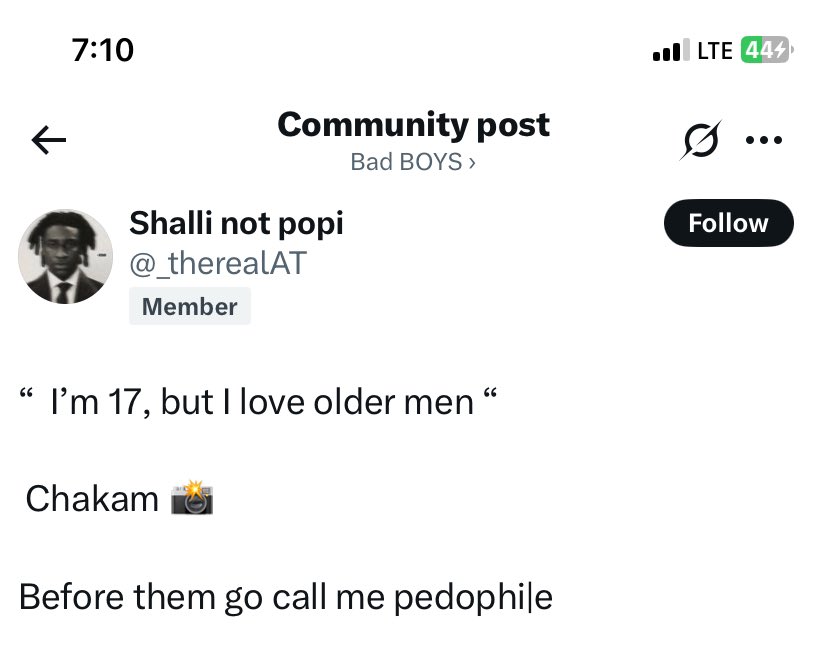 7:10
LTE 44
Community post
Bad BOYS ›
Shalli not popi
Follow
@_therealAT
Member
“ I’m 17, but I love older men “
Chakam 📸
Before them go call me pedophi|e